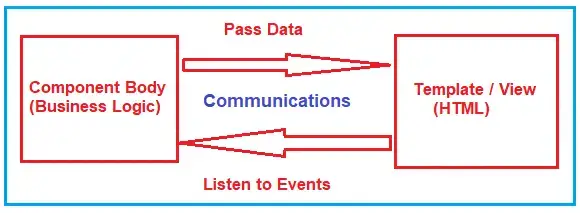 Pass Data
Component Body
(Business Logic)
Communications
Template / View
(HTML)
Listen to Events